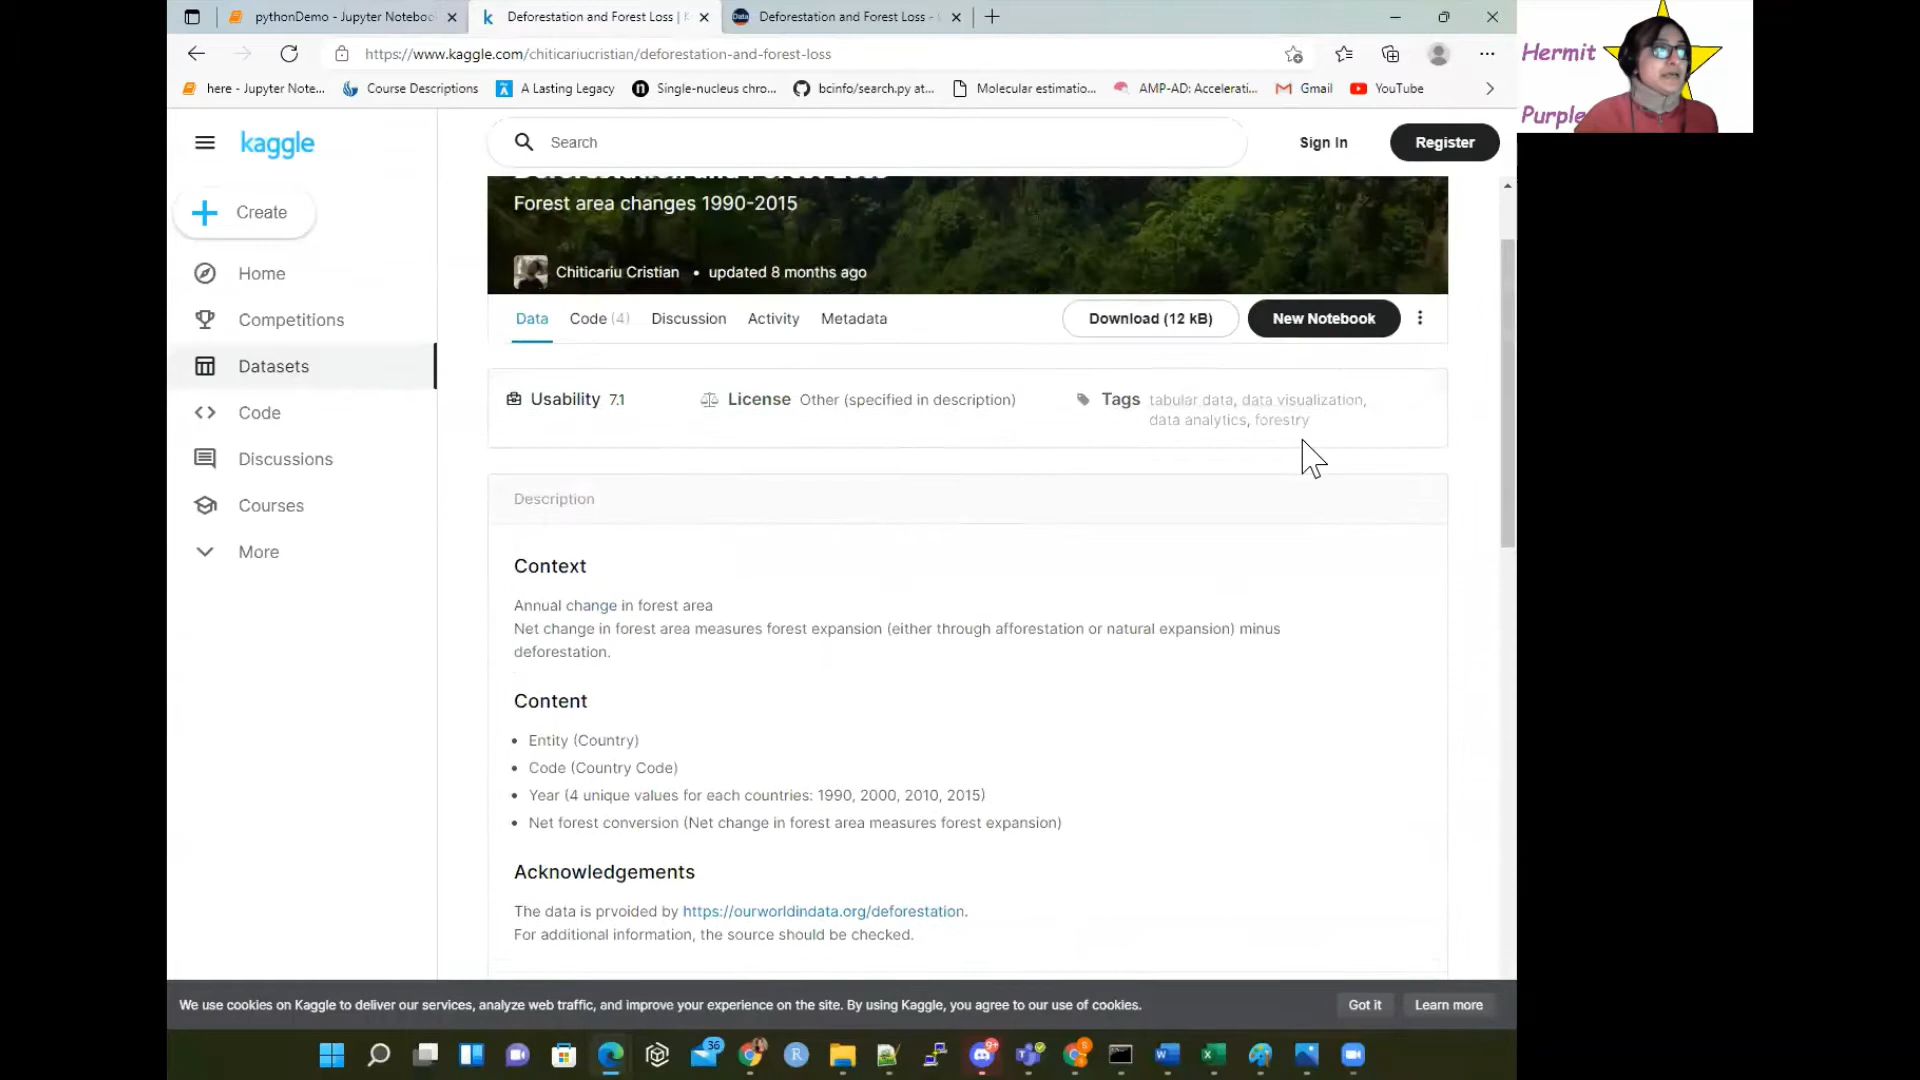 pythonDemo - Jupyter Noteboo
Deforestation and Forest Loss | K
Deforestation and Forest Loss -
https://www.kaggle.com/chiticariucristian/deforestation-and-forest-loss
here - Jupyter Note...
Course Descriptions
A Lasting Legacy
Single-nucleus chro...
bcinfo/search.py at...
Molecular estimatio...
AMP-AD: Accelerati...
Gmail
YouTube
Hermit
Purple
kaggle
Search
Sign In
Register
Create
Home
Competitions
Datasets
Code
Discussions
Courses
More
Deforestation and Forest Loss
Forest area changes 1990-2015
Chiticariu Cristian • updated 8 months ago
Data
Code (4)
Discussion
Activity
Metadata
Download (12 kB)
New Notebook
Usability 7.1
License Other (specified in description)
Tags tabular data, data visualization,
data analytics, forestry
Description
Context
Annual change in forest area
Net change in forest area measures forest expansion (either through afforestation or natural expansion) minus
deforestation.
Content
• Entity (Country)
• Code (Country Code)
• Year (4 unique values for each countries: 1990, 2000, 2010, 2015)
• Net forest conversion (Net change in forest area measures forest expansion)
Acknowledgements
The data is prvoided by https://ourworldindata.org/deforestation.
For additional information, the source should be checked.
We use cookies on Kaggle to deliver our services, analyze web traffic, and improve your experience on the site. By using Kaggle, you agree to our use of cookies.
Got it
Learn more
36